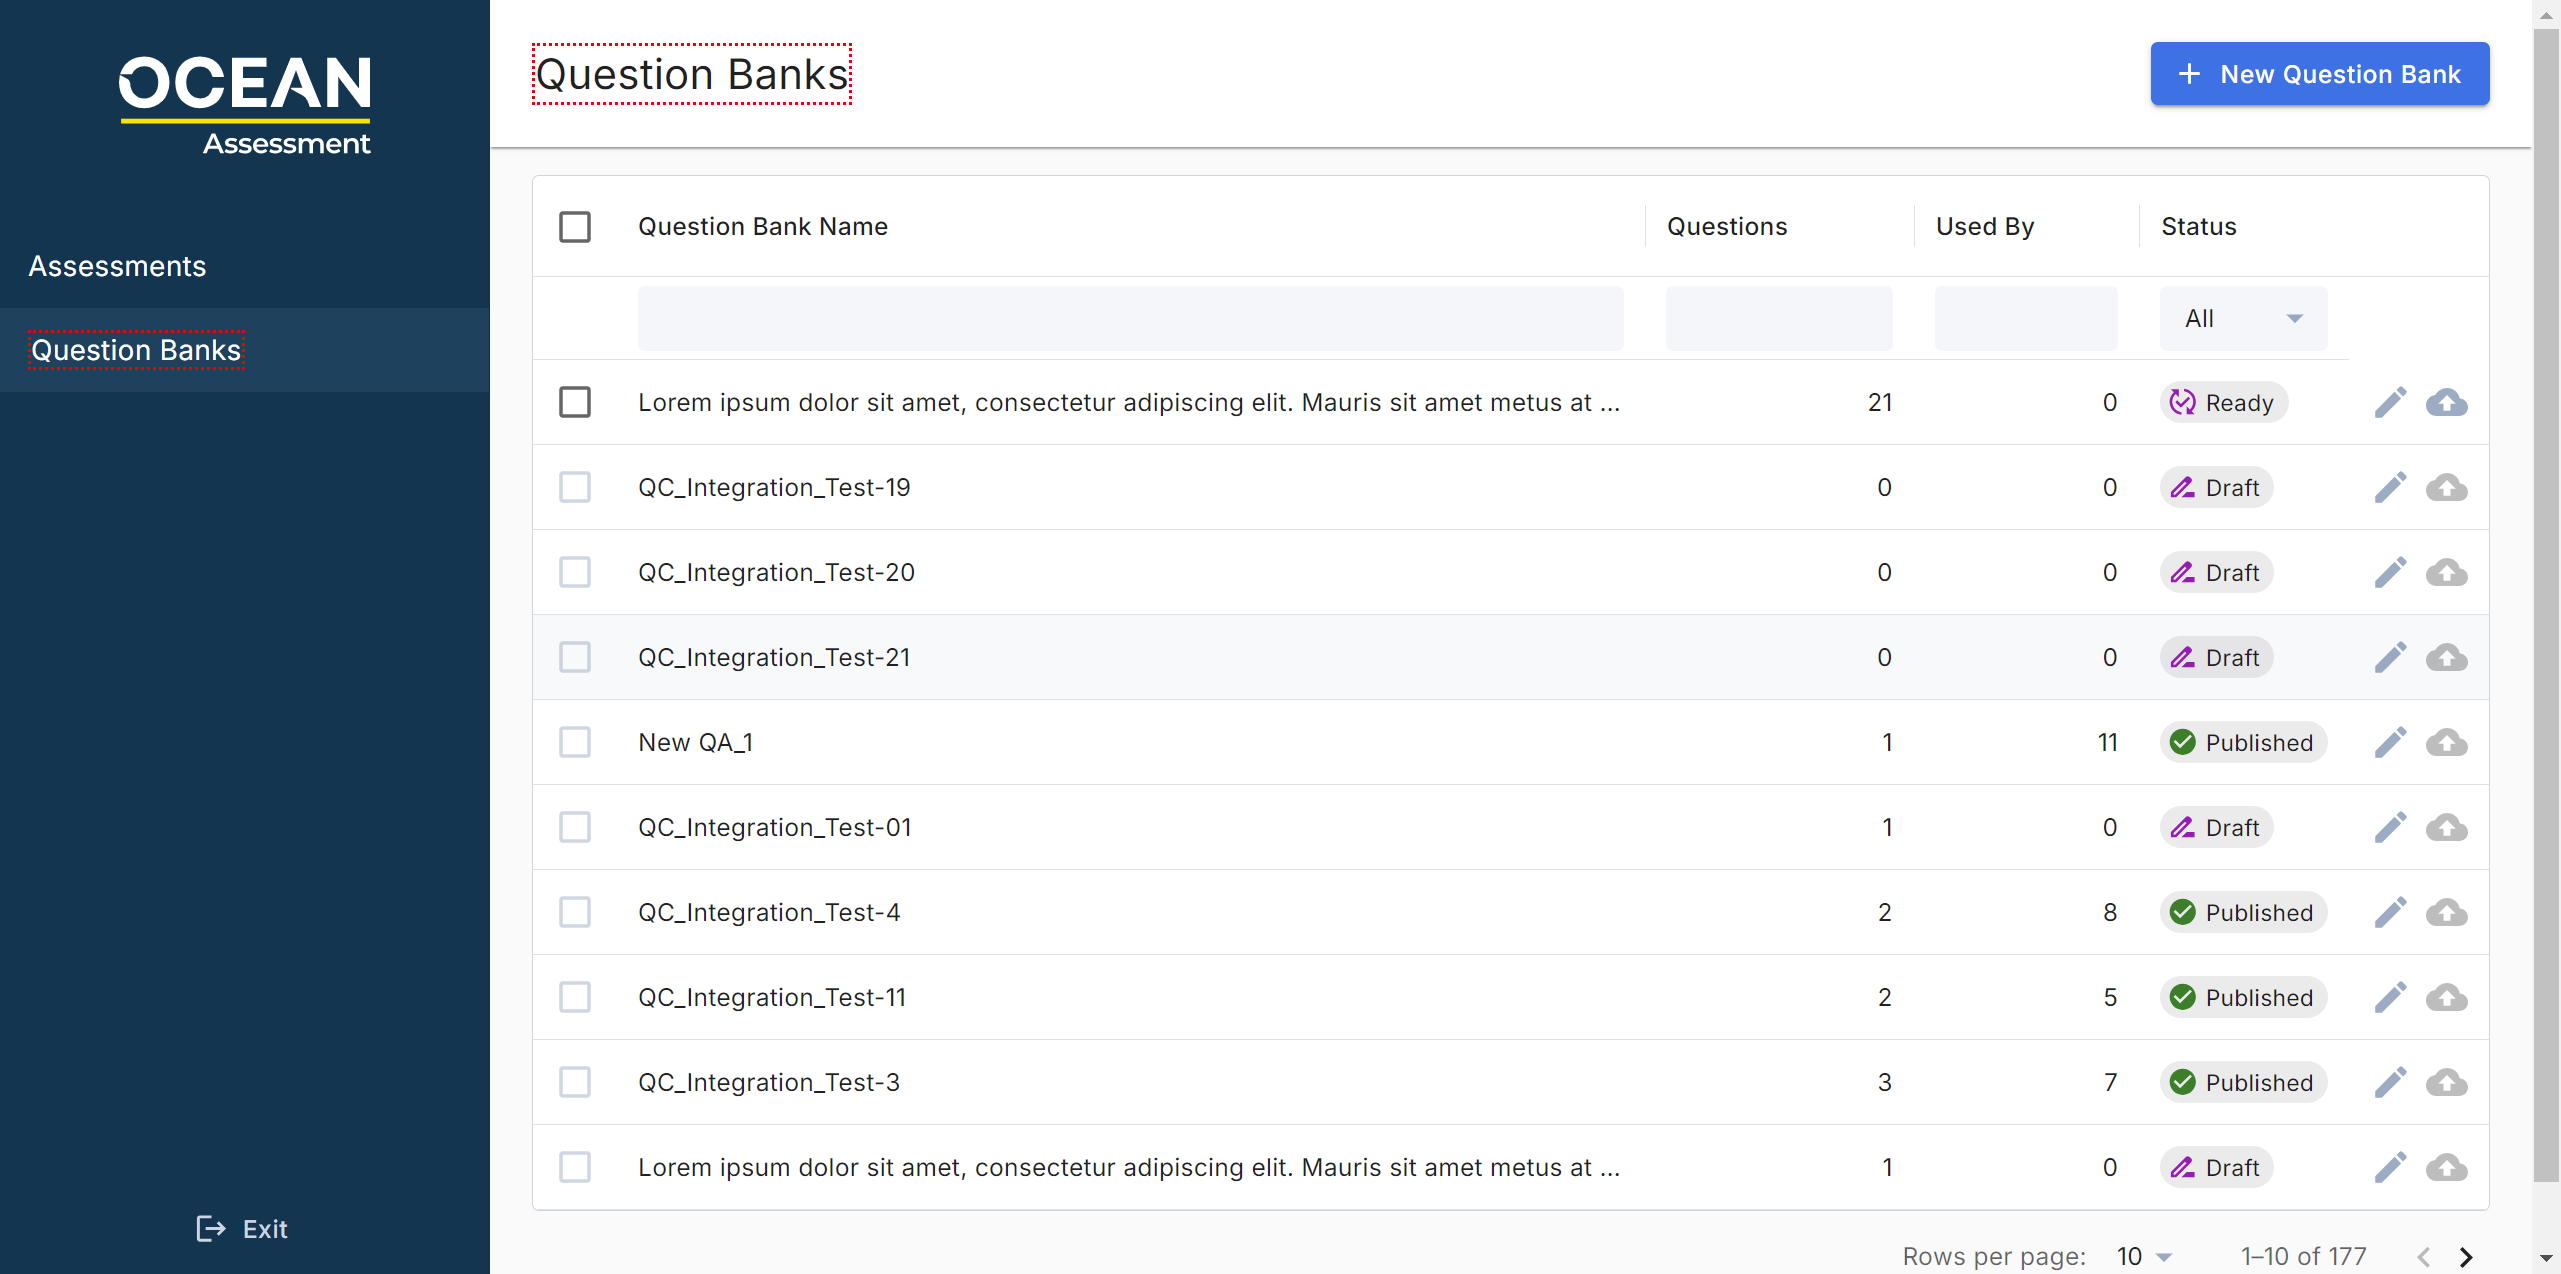 OCEAN
Assessment
Assessments
Question Banks
Exit
Question Banks
New Question Bank
Question Bank Name Questions Used By Status
All
Lorem ipsum dolor sit amet, consectetur adipiscing elit. Mauris sit amet metus at ... 21 0 Ready
QC_Integration_Test-19 0 0 Draft
QC_Integration_Test-20 0 0 Draft
QC_Integration_Test-21 0 0 Draft
New QA_1 1 11 Published
QC_Integration_Test-01 1 0 Draft
QC_Integration_Test-4 2 8 Published
QC_Integration_Test-11 2 5 Published
QC_Integration_Test-3 3 7 Published
Lorem ipsum dolor sit amet, consectetur adipiscing elit. Mauris sit amet metus at ... 1 0 Draft
Rows per page: 10 1–10 of 177